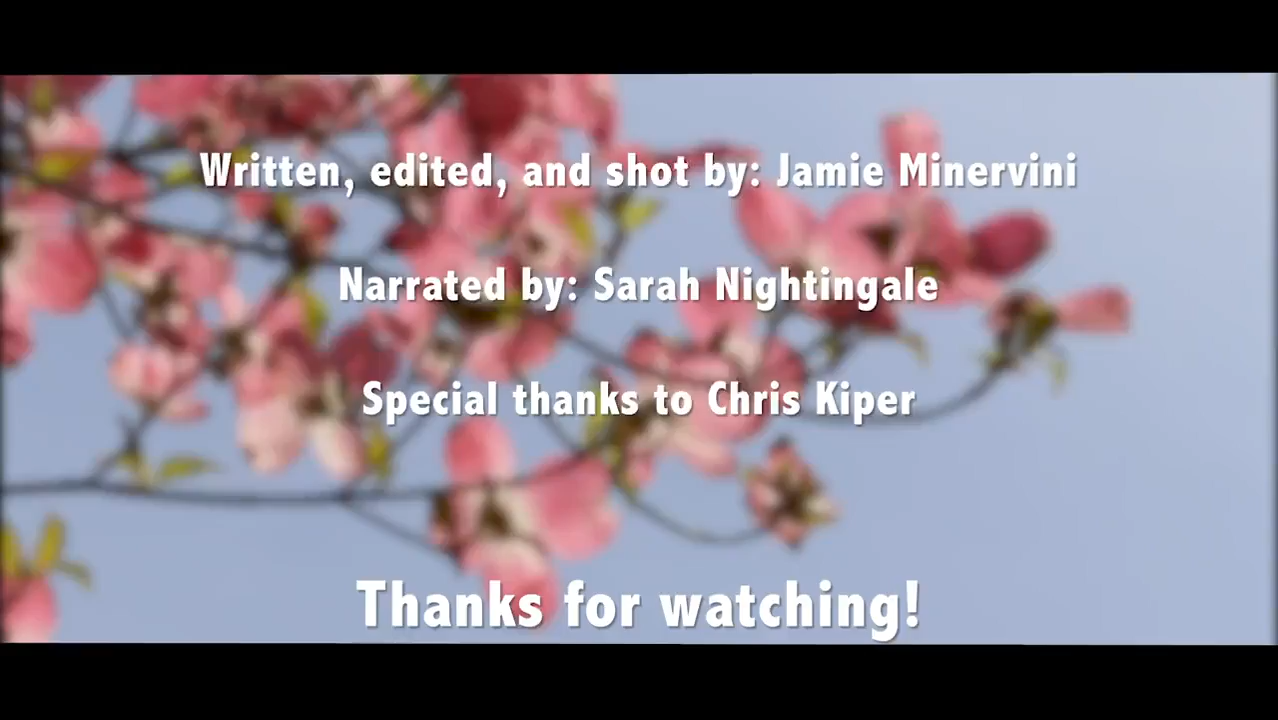 Written, edited, and shot by: Jamie Minervini
Narrated by: Sarah Nightingale
Special thanks to Chris Kiper
Thanks for watching!